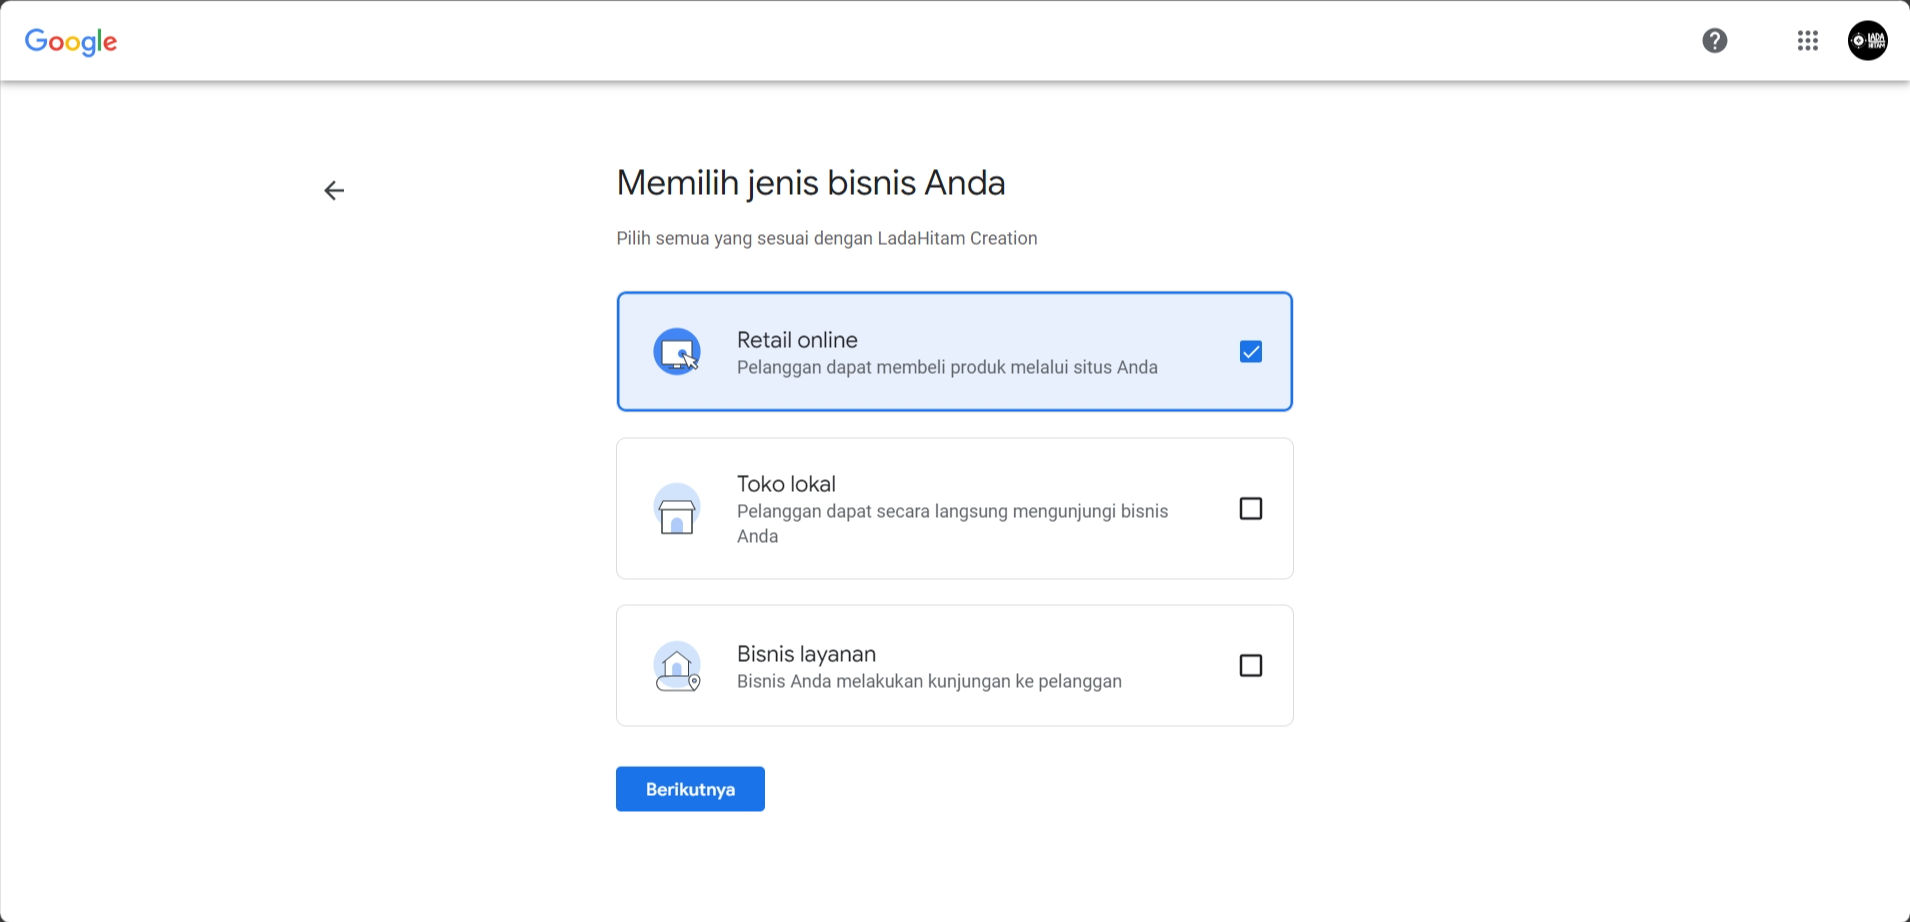 Google
LADA
HITAM
Memilih jenis bisnis Anda
Pilih semua yang sesuai dengan LadaHitam Creation
Retail online
Pelanggan dapat membeli produk melalui situs Anda
Toko lokal
Pelanggan dapat secara langsung mengunjungi bisnis
Anda
Bisnis layanan
Bisnis Anda melakukan kunjungan ke pelanggan
Berikutnya